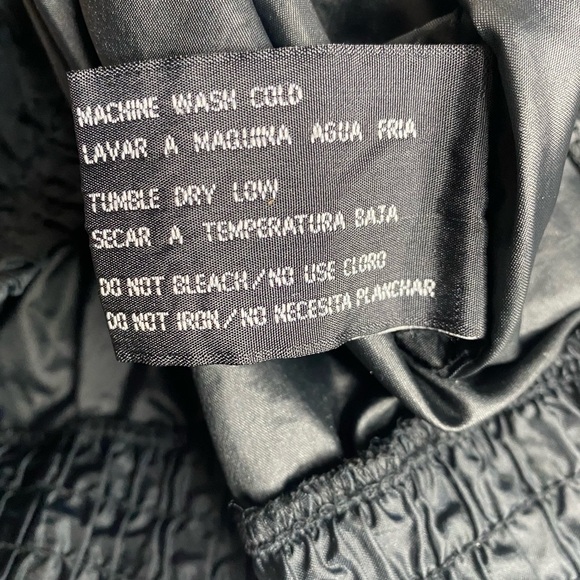 MACHINE WASH COLD
LAVAR A MAQUINA AGUA FRIA
TUMBLE DRY LOW
SECAR A TEMPERATURA BAJA
DO NOT BLEACH/NO USE CLORO
DO NOT IRON/NO NECESITA PLANCHAR